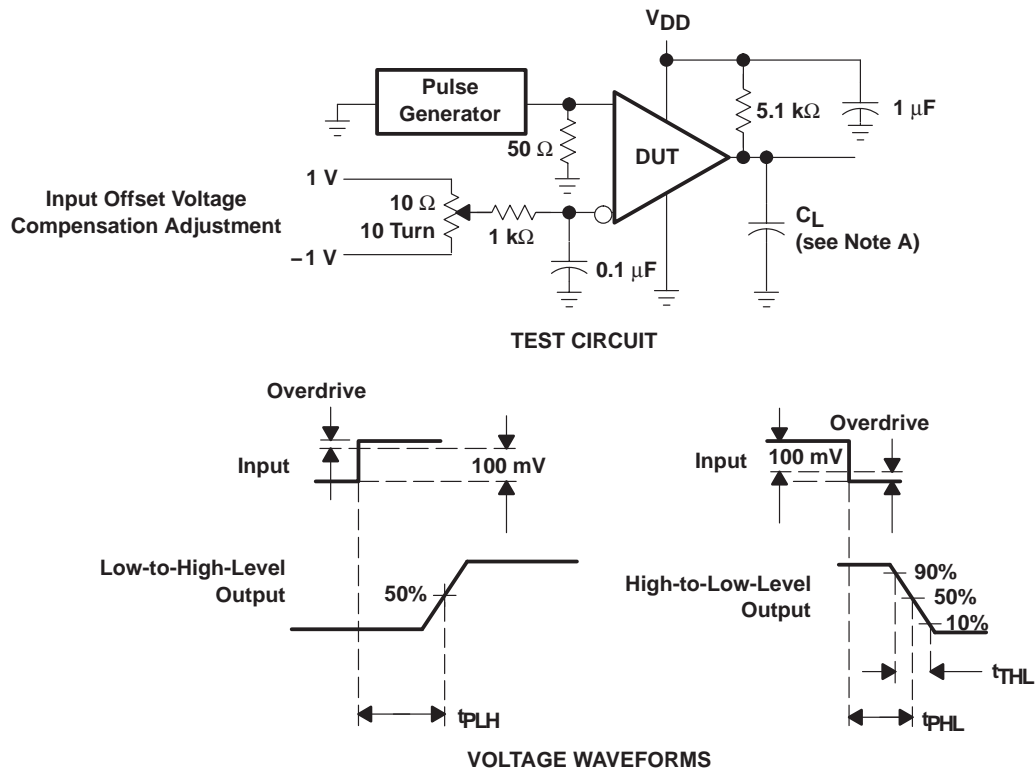 VDD
Pulse
Generator
5.1 kΩ
1 μF
50 Ω
DUT
Input Offset Voltage
Compensation Adjustment
1 V
10 Ω
10 Turn
−1 V
1 kΩ
0.1 μF
CL
(see Note A)
TEST CIRCUIT
Overdrive
Input
100 mV
Low-to-High-Level
Output
50%
tPLH
Overdrive
Input
100 mV
High-to-Low-Level
Output
90%
50%
10%
tTHL
tPHL
VOLTAGE WAVEFORMS